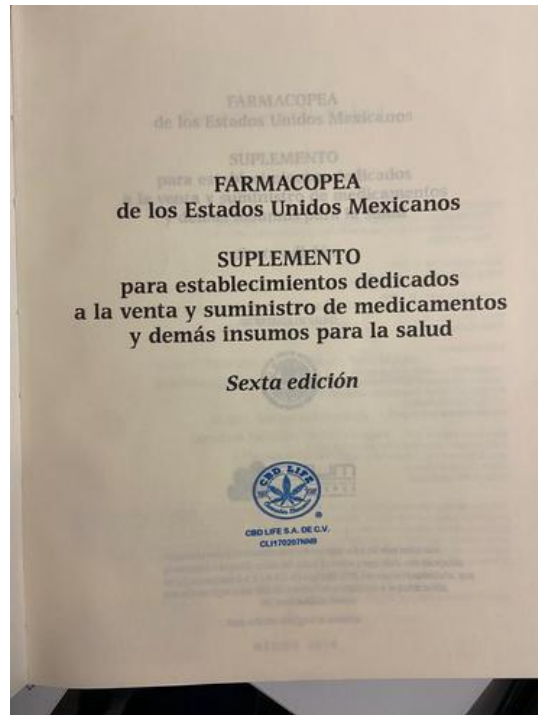 FARMACOPEA
de los Estados Unidos Mexicanos
SUPLEMENTO
para establecimientos dedicados
a la venta y suministro de medicamentos
y demás insumos para la salud
Sexta edición
CBD LIFE
®
CBD LIFE S.A. DE C.V.
CLI170207NN9